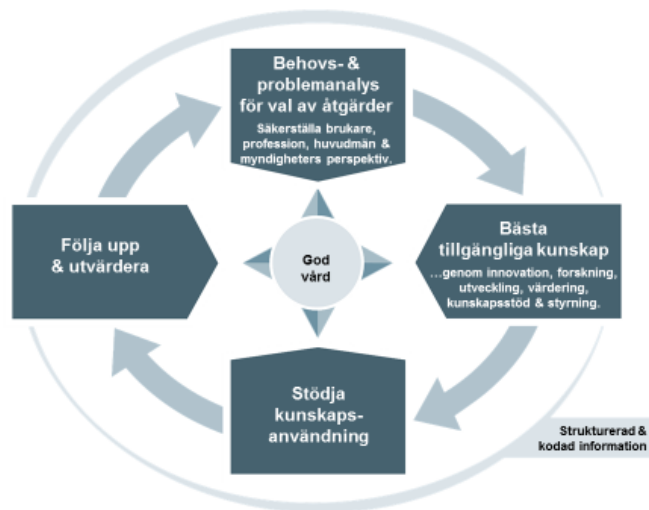 Behovs- &
problemanalys
för val av åtgärder
Säkerställa brukare,
profession, huvudmän &
myndigheters perspektiv.
Bästa
tillgängliga kunskap
...genom innovation, forskning,
utveckling, värdering,
kunskapsstöd & styrning.
Följa upp
& utvärdera
God
vård
Stödja
kunskaps-
användning
Strukturerad &
kodad information